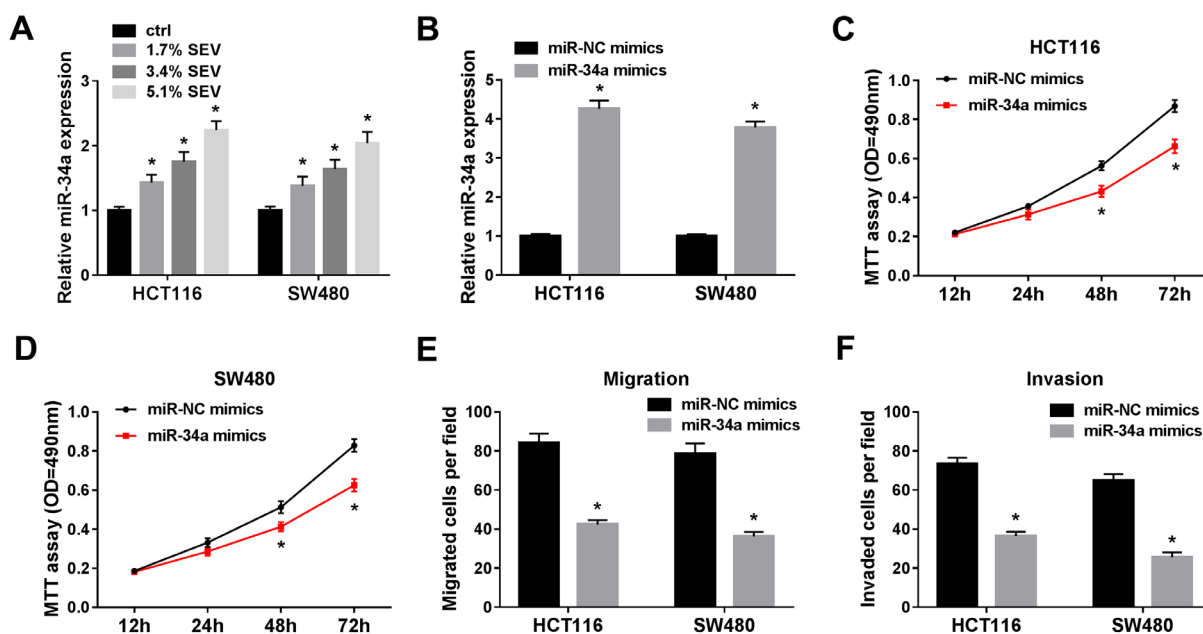 A
ctrl
1.7% SEV
3.4% SEV
5.1% SEV
Relative miR-34a expression
3
2
1
0
*
*
*
*
*
*
HCT116
SW480
B
miR-NC mimics
miR-34a mimics
Relative miR-34a expression
6
4
2
0
*
*
HCT116
SW480
C
HCT116
miR-NC mimics
miR-34a mimics
MTT assay (OD=490nm)
1.0
0.8
0.6
0.4
0.2
0.0
*
*
12h
24h
48h
72h
D
SW480
miR-NC mimics
miR-34a mimics
MTT assay (OD=490nm)
1.0
0.8
0.6
0.4
0.2
0.0
*
*
12h
24h
48h
72h
E
Migration
miR-NC mimics
miR-34a mimics
Migrated cells per field
100
80
60
40
20
0
*
*
HCT116
SW480
F
Invasion
miR-NC mimics
miR-34a mimics
Invaded cells per field
100
80
60
40
20
0
*
*
HCT116
SW480